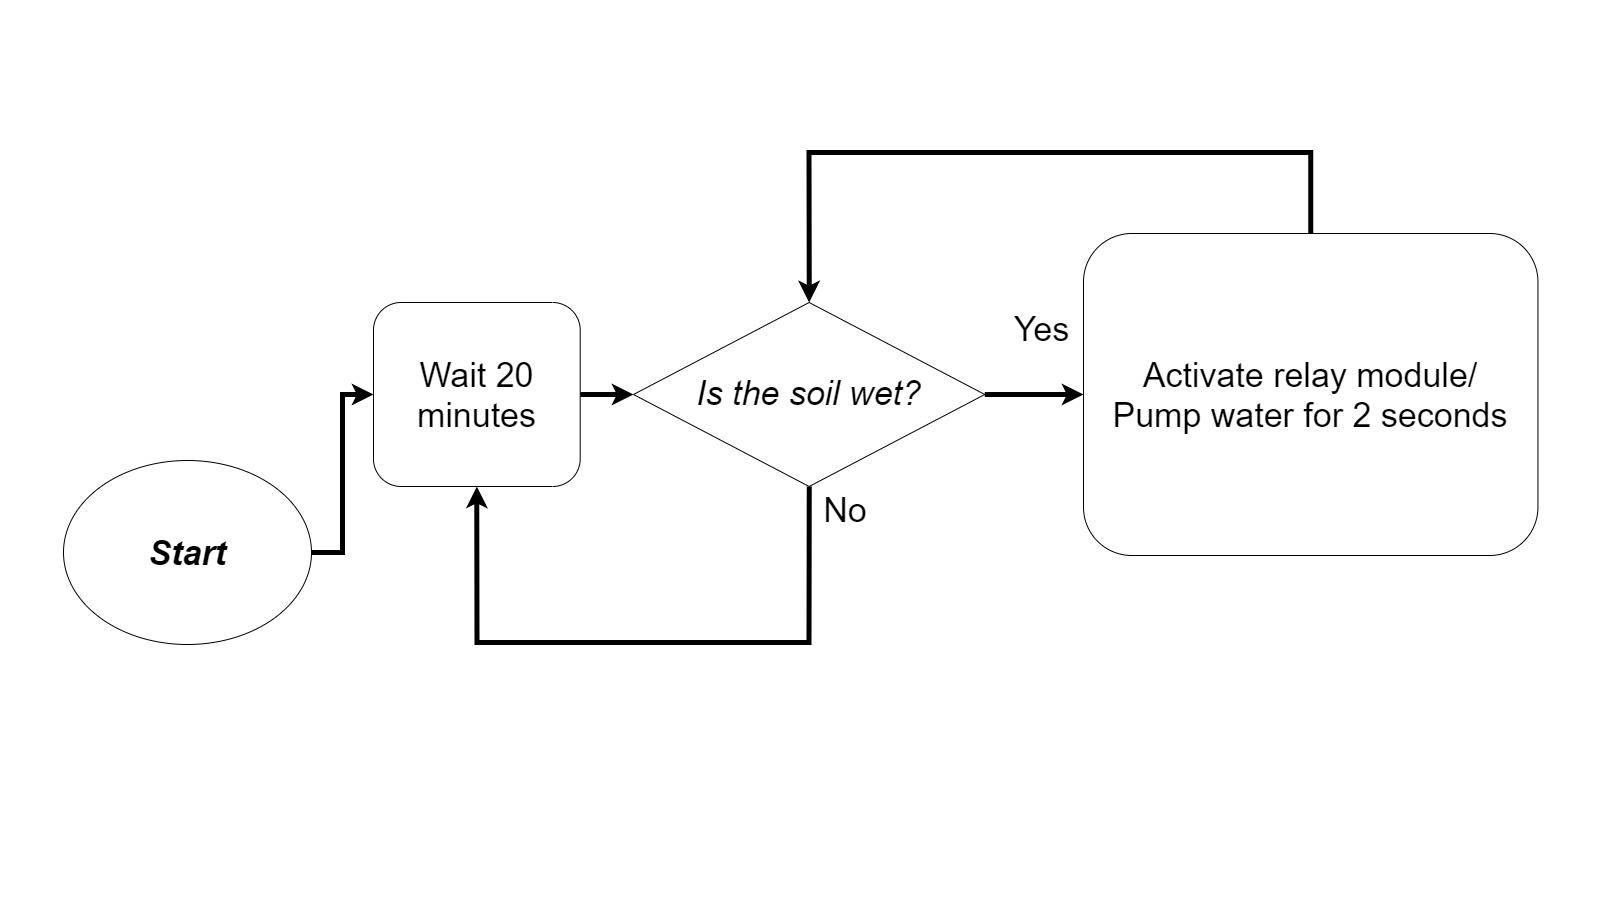 Start
Wait 20
minutes
Is the soil wet?
Yes
No
Activate relay module/
Pump water for 2 seconds